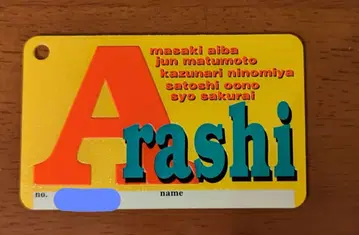 masaki aiba
jun matumoto
kazunari ninomiya
satoshi oono
syo sakurai
Arashi
no. name